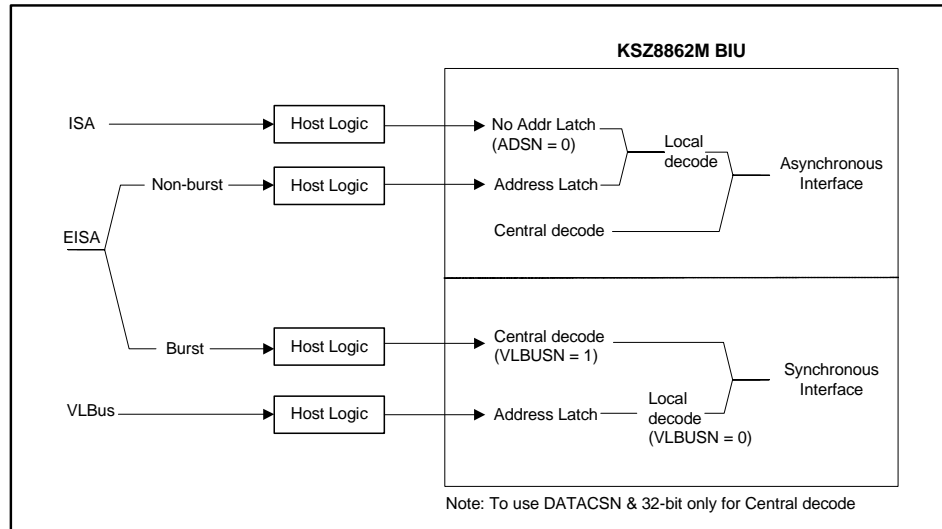 KSZ8862M BIU
ISA
Host Logic
No Addr Latch
(ADSN = 0)
Local
decode
Asynchronous
Interface
Non-burst
Host Logic
Address Latch
EISA
Central decode
Burst
Host Logic
Central decode
(VLBUSN = 1)
Synchronous
Interface
VLBus
Host Logic
Address Latch
Local
decode
(VLBUSN = 0)
Note: To use DATACSN & 32-bit only for Central decode